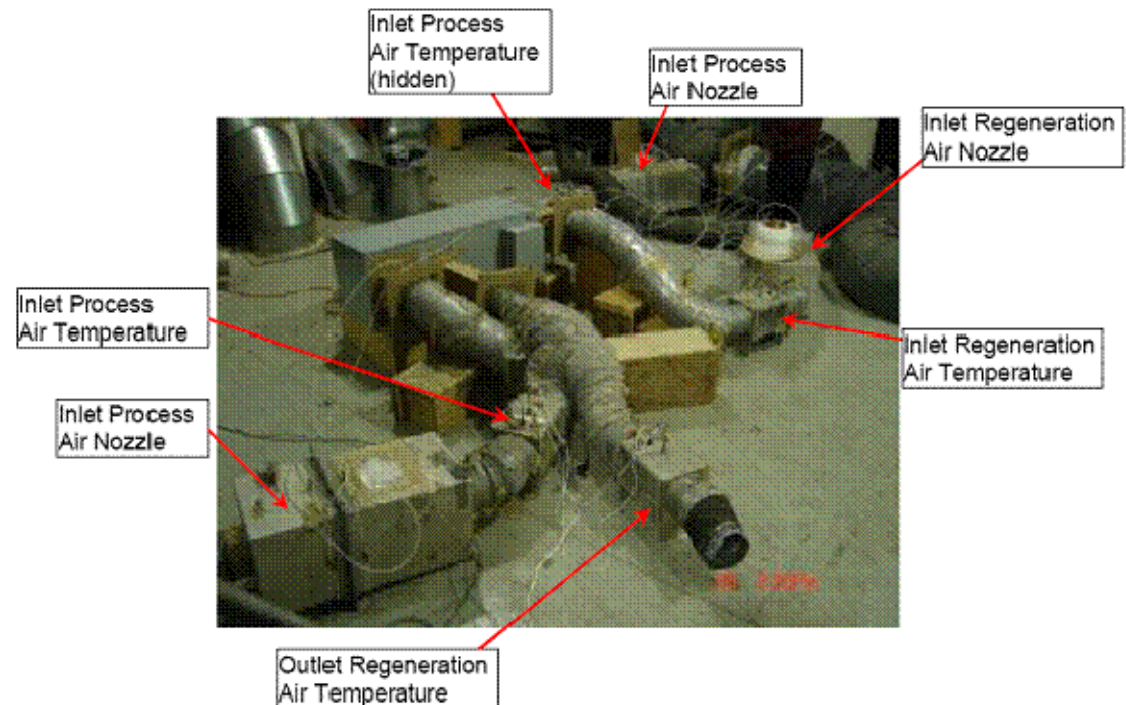 Inlet Process
Air Temperature
(hidden)
Inlet Process
Air Nozzle
Inlet Regeneration
Air Nozzle
Inlet Process
Air Temperature
Inlet Regeneration
Air Temperature
Inlet Process
Air Nozzle
Outlet Regeneration
Air Temperature